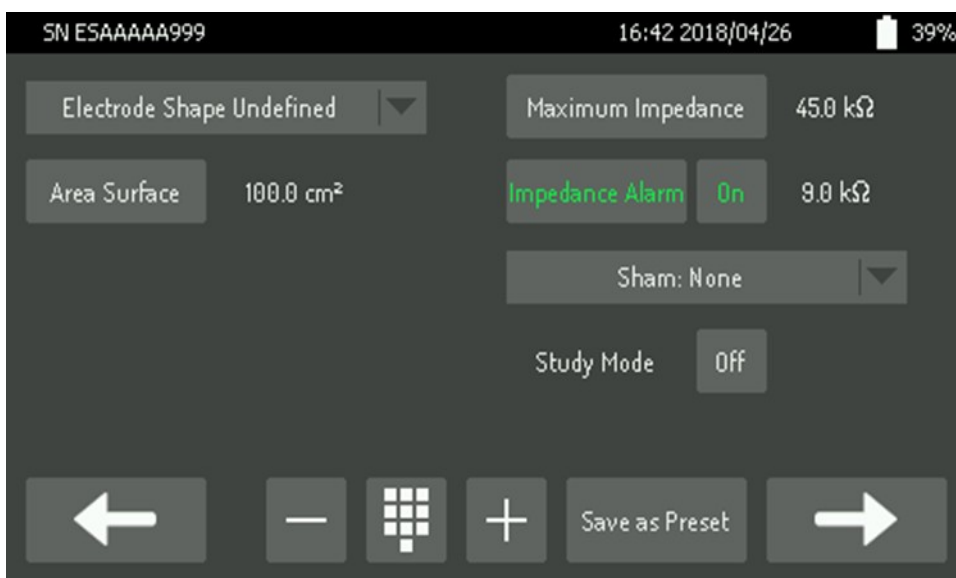 SN ESAAAAA999 16:42 2018/04/26 39%
Electrode Shape Undefined Maximum Impedance 45.0 kΩ
Area Surface 100.0 cm² Impedance Alarm On 9.0 kΩ
Sham: None
Study Mode Off
Save as Preset